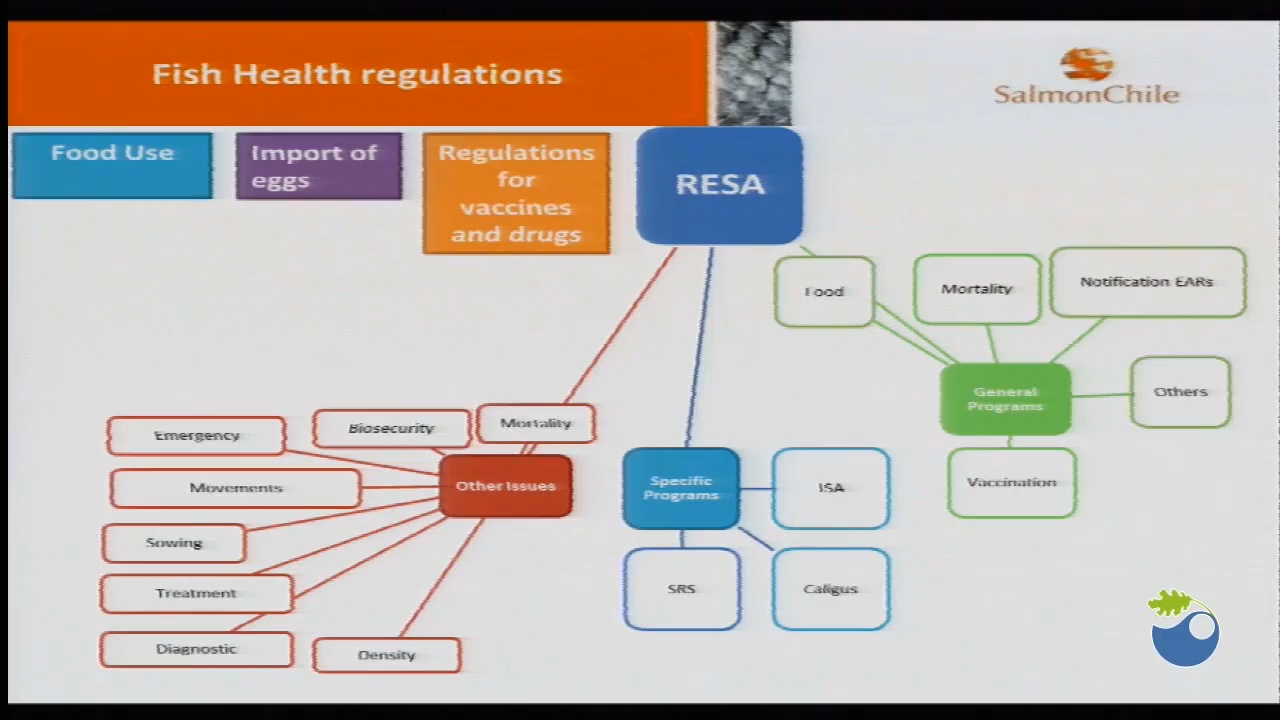 Fish Health regulations
SalmonChile
Food Use
Import of
eggs
Regulations
for
vaccines
and drugs
RESA
Food
Mortality
Notification EARs
General
Programs
Others
Vaccination
Emergency
Biosecurity
Mortality
Movements
Other Issues
Sowing
Treatment
Diagnostic
Density
Specific
Programs
ISA
SRS
Caligus